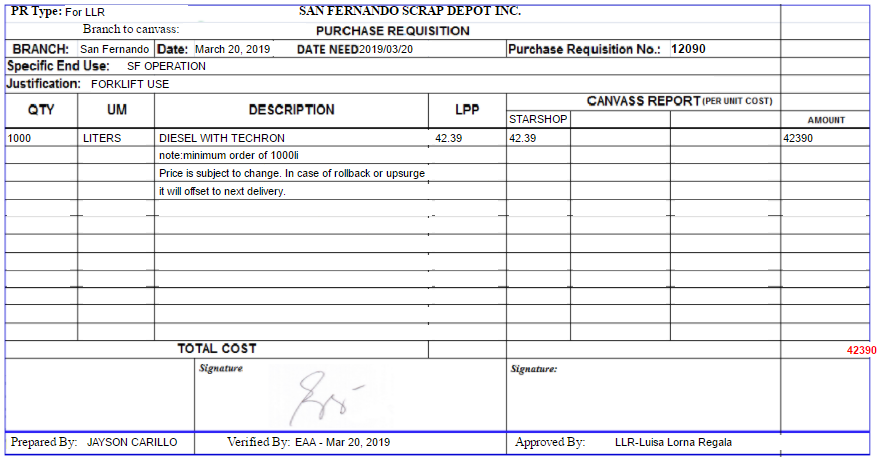 PR Type: For LLR SAN FERNANDO SCRAP DEPOT INC.
Branch to canvass: PURCHASE REQUISITION
BRANCH: San Fernando Date: March 20, 2019 DATE NEED 2019/03/20 Purchase Requisition No.: 12090
Specific End Use: SF OPERATION
Justification: FORKLIFT USE
QTY UM DESCRIPTION LPP CANVASS REPORT (PER UNIT COST)
STARSHOP AMOUNT
1000 LITERS DIESEL WITH TECHRON 42.39 42.39 42390
note:minimum order of 1000li
Price is subject to change. In case of rollback or upsurge
it will offset to next delivery.
TOTAL COST 42390
Signature Signature:
Prepared By: JAYSON CARILLO Verified By: EAA - Mar 20, 2019 Approved By: LLR-Luisa Lorna Regala